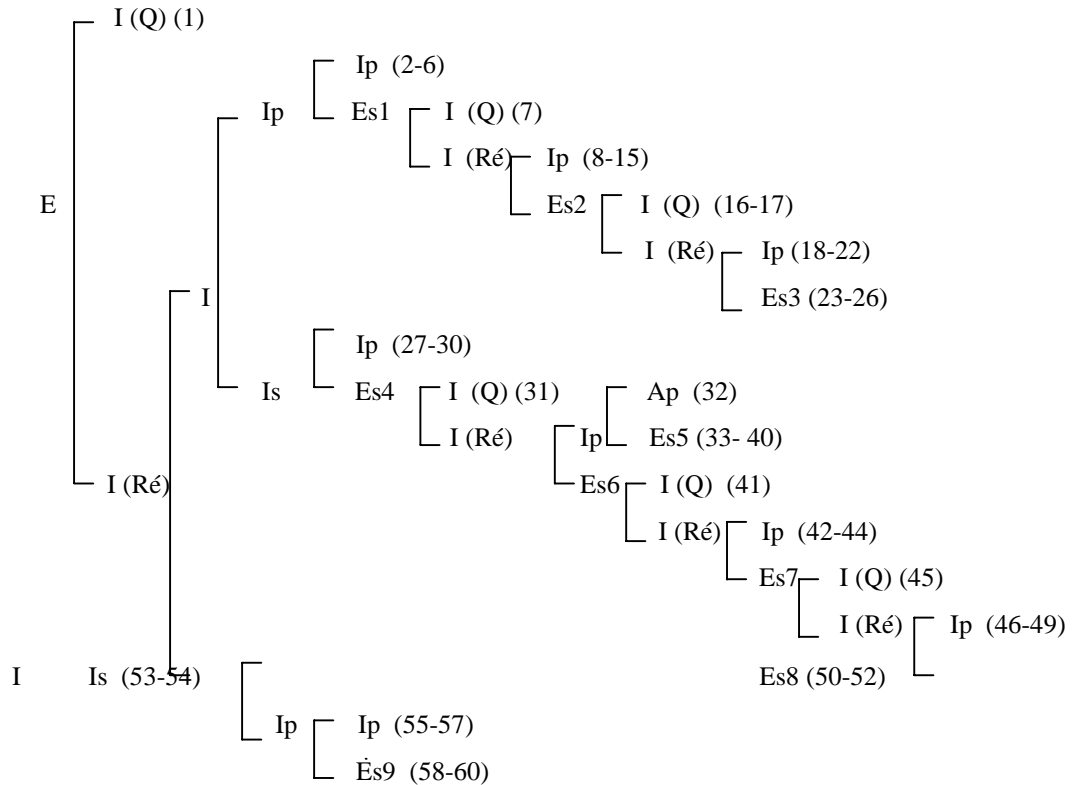 I (Q) (1)
Ip (2-6)
Ip Es1 I (Q) (7)
I (Ré) Ip (8-15)
E Es2 I (Q) (16-17)
I (Ré) Ip (18-22)
I Es3 (23-26)
Ip (27-30)
Is Es4 I (Q) (31) Ap (32)
I (Ré) Ip Es5 (33- 40)
I (Ré) Es6 I (Q) (41)
I (Ré) Ip (42-44)
Es7 I (Q) (45)
I (Ré) Ip (46-49)
I Is (53-54) Es8 (50-52)
Ip Ip (55-57)
Ės9 (58-60)